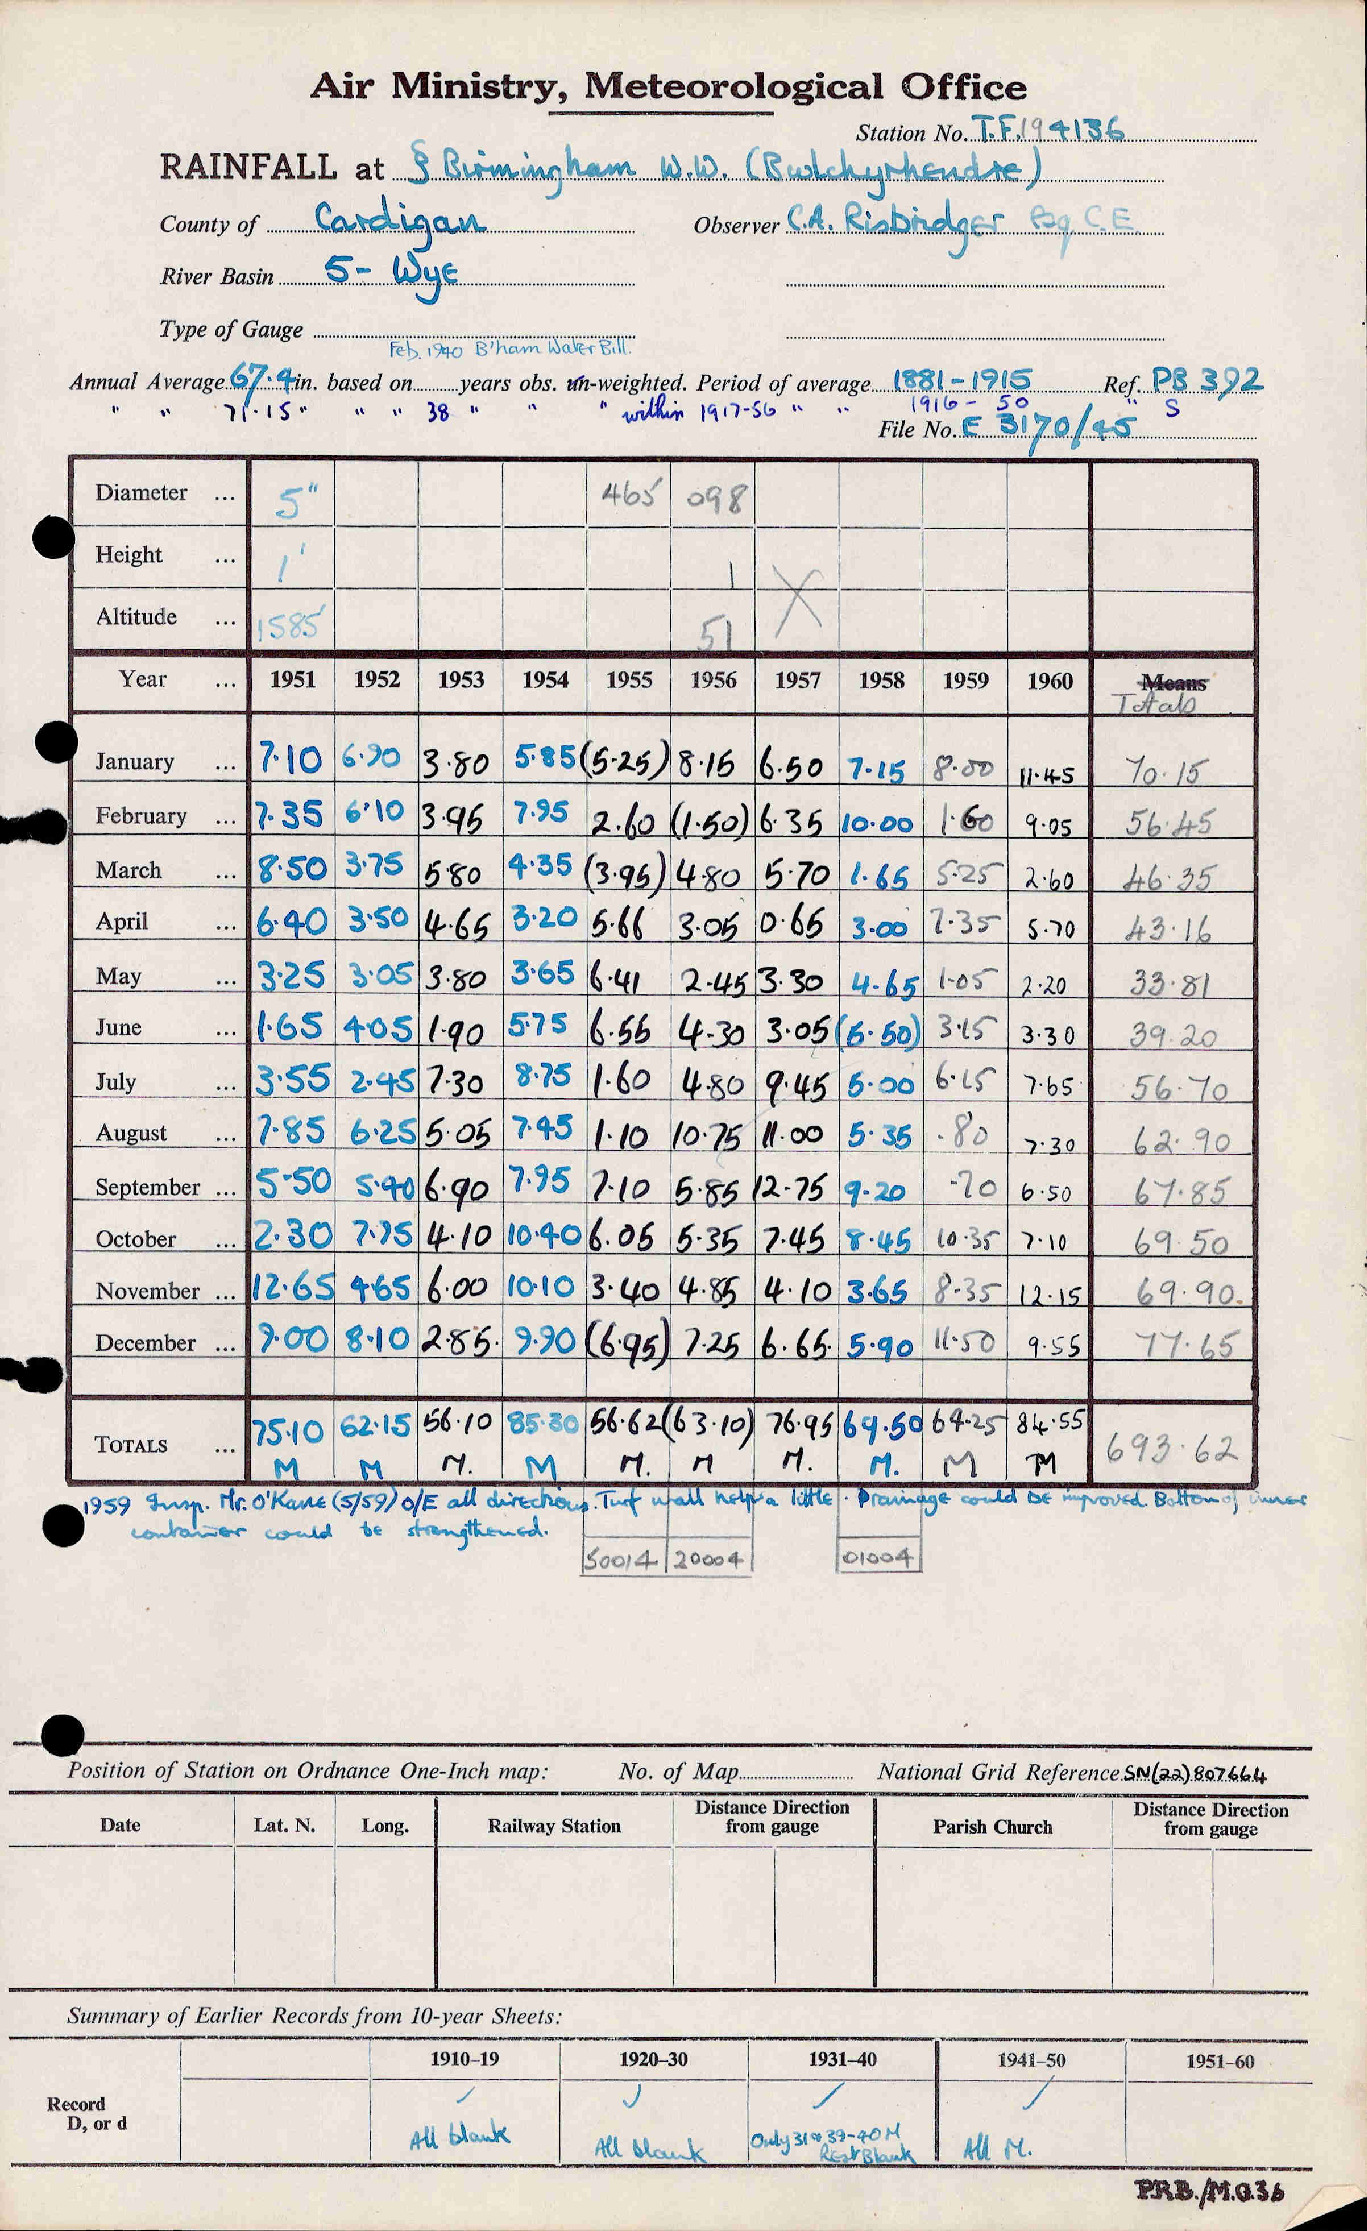 Air Ministry, Meteorological Office
Station No. T.F. 194136
RAINFALL at § Birmingham W.W. (Bwlchyrhendre)
County of Cardigan Observer C.A. Risbridger Esq. C.E.
River Basin 5 - Wye
Type of Gauge
Feb. 1940 B'ham Water Bill.
Annual Average 67.4 in. based on years obs. un-weighted. Period of average 1881-1915 Ref. PB 392
" " 71.15 " " " 38 " " " within 1917-56 " " 1916-50 " S
File No. E 3170/45
Diameter ... 5" 465 098
Height ... 1' 1
Altitude ... 1585' 51 X
Year ... 1951 1952 1953 1954 1955 1956 1957 1958 1959 1960 Means
Totals
January ... 7.10 6.90 3.80 5.85 (5.25) 8.15 6.50 7.15 8.00 11.45 70.15
February ... 7.35 6.10 3.95 7.95 2.60 (1.50) 6.35 10.00 1.60 9.05 56.45
March ... 8.50 3.75 5.80 4.35 (3.95) 4.80 5.70 1.65 5.25 2.60 46.35
April ... 6.40 3.50 4.65 3.20 5.66 3.05 0.65 3.00 7.35 5.70 43.16
May ... 3.25 3.05 3.80 3.65 6.41 2.45 3.30 4.65 1.05 2.20 33.81
June ... 1.65 4.05 1.90 5.75 6.55 4.30 3.05 (5.50) 3.15 3.30 39.20
July ... 3.55 2.45 7.30 8.75 1.60 4.80 9.45 5.00 6.15 7.65 56.70
August ... 7.85 6.25 5.05 7.45 1.10 10.75 11.00 5.35 .80 7.30 62.90
September ... 5.50 5.40 6.90 7.95 7.10 5.85 12.75 9.20 .70 6.50 67.85
October ... 2.30 7.95 4.10 10.40 6.05 5.35 7.45 8.45 10.35 7.10 69.50
November ... 12.65 4.65 6.00 10.10 3.40 4.85 4.10 3.65 8.35 12.15 69.90
December ... 9.00 8.10 2.85 9.90 (6.95) 7.25 6.65 5.90 11.50 9.55 77.65
TOTALS ... 75.10 62.15 56.10 85.30 56.62 (63.10) 76.95 69.50 64.25 84.55 693.62
M M M. M M. M M. M. M M
1959 Insp. Mr. O'Kane (5/59) O/E all directions. Turf wall helps a little. Drainage could be improved. Bottom of inner
container could be strengthened.
50014 20004 01004
Position of Station on Ordnance One-Inch map: No. of Map National Grid Reference SN(22)807664
Date Lat. N. Long. Railway Station Distance Direction from gauge Parish Church Distance Direction from gauge
Summary of Earlier Records from 10-year Sheets:
1910–19 1920–30 1931–40 1941–50 1951–60
Record
D, or d
All blank All blank Only 31 & 39-40 M Rest Blank All M.
PRB./M.O.36